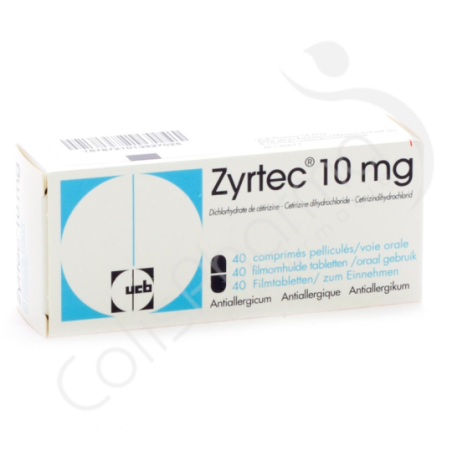 Zyrtec® 10 mg
Dichlorhydrate de cétirizine - Cetirizine dihydrochloride - Cetirizindihydrochlorid
40 comprimés pelliculés/voie orale
40 filmomhulde tabletten/oraal gebruik
40 Filmtabletten/ zum Einnehmen
Antiallergicum Antiallergique Antiallergikum
ucb